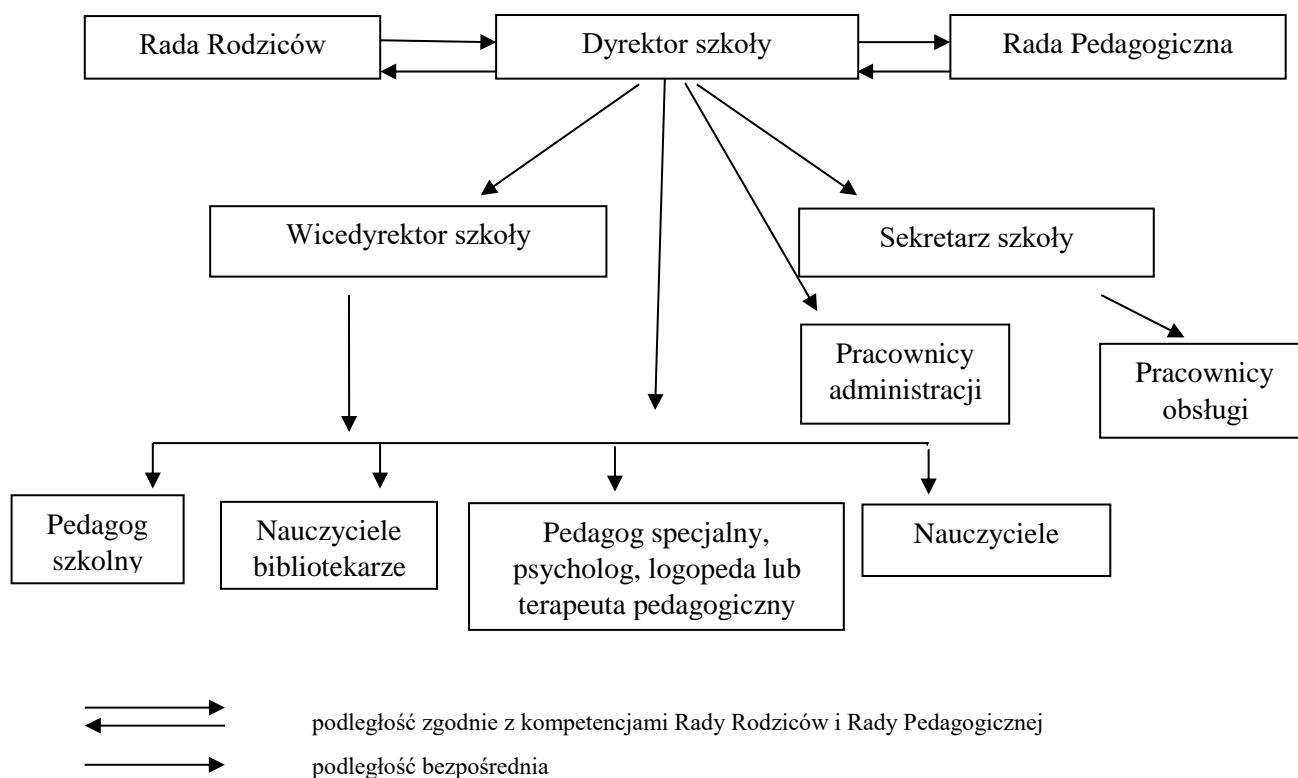 Rada Rodziców
Dyrektor szkoły
Rada Pedagogiczna
Wicedyrektor szkoły
Sekretarz szkoły
Pracownicy
administracji
Pracownicy
obsługi
Pedagog
szkolny
Nauczyciele
bibliotekarze
Pedagog specjalny,
psycholog, logopeda lub
terapeuta pedagogiczny
Nauczyciele
podległość zgodnie z kompetencjami Rady Rodziców i Rady Pedagogicznej
podległość bezpośrednia